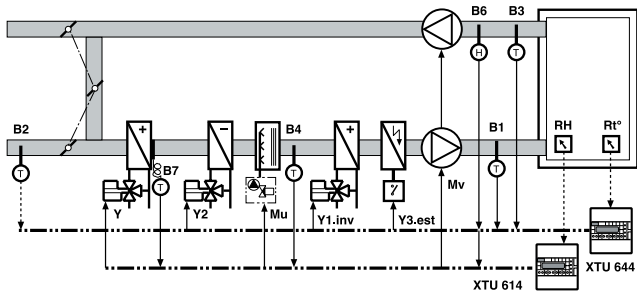 B6 B3
H T
B2 B4 B1 RH Rt°
+ − + 
T B7 T T Mv
T
Y Y2 Mu Y1.inv Y3.est
XTU 644
XTU 614